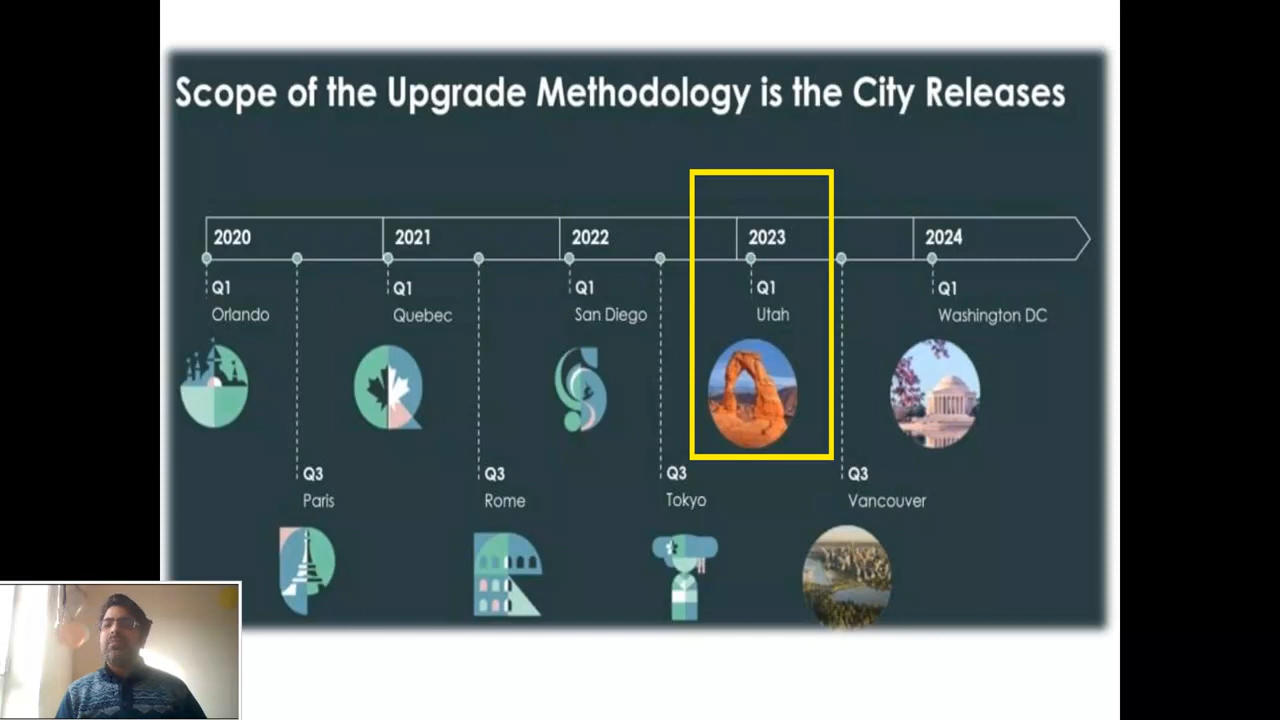 Scope of the Upgrade Methodology is the City Releases
2020 2021 2022 2023 2024
Q1 Q1 Q1 Q1 Q1
Orlando Quebec San Diego Utah Washington DC
Q3 Q3 Q3 Q3
Paris Rome Tokyo Vancouver